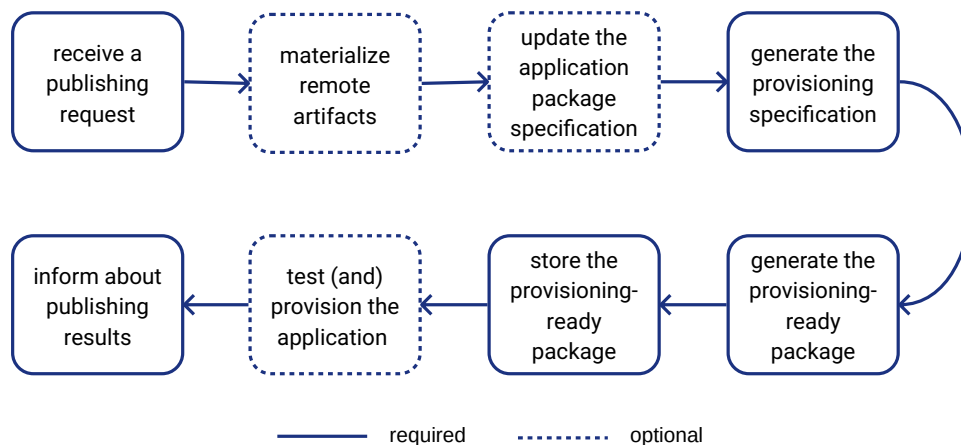 receive a
publishing
request
materialize
remote
artifacts
update the
application
package
specification
generate the
provisioning
specification
generate the
provisioning-
ready
package
store the
provisioning-
ready
package
test (and)
provision the
application
inform about
publishing
results
required
optional